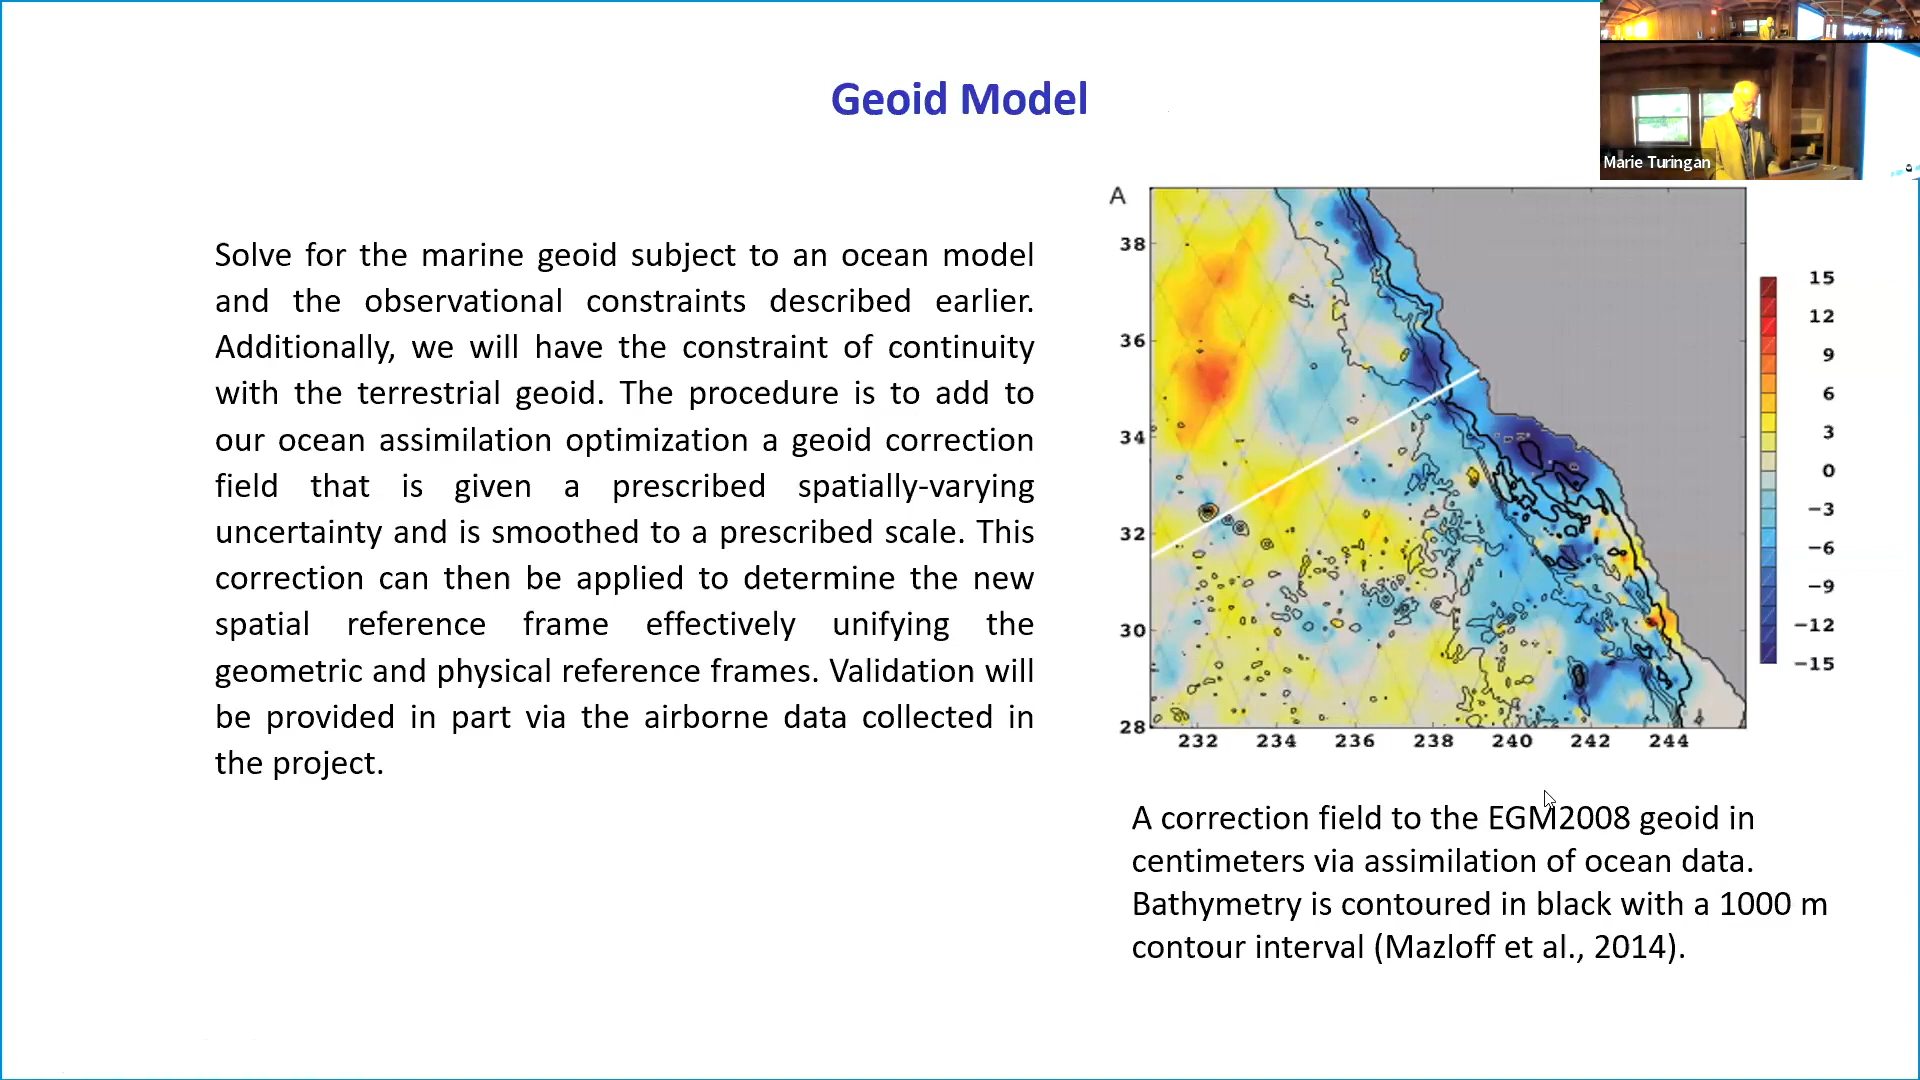 Geoid Model
Marie Turingan
Solve for the marine geoid subject to an ocean model
and the observational constraints described earlier.
Additionally, we will have the constraint of continuity
with the terrestrial geoid. The procedure is to add to
our ocean assimilation optimization a geoid correction
field that is given a prescribed spatially-varying
uncertainty and is smoothed to a prescribed scale. This
correction can then be applied to determine the new
spatial reference frame effectively unifying the
geometric and physical reference frames. Validation will
be provided in part via the airborne data collected in
the project.
A
38
36
34
32
30
28
232 234 236 238 240 242 244
15
12
9
6
3
0
−3
−6
−9
−12
−15
A correction field to the EGM2008 geoid in
centimeters via assimilation of ocean data.
Bathymetry is contoured in black with a 1000 m
contour interval (Mazloff et al., 2014).